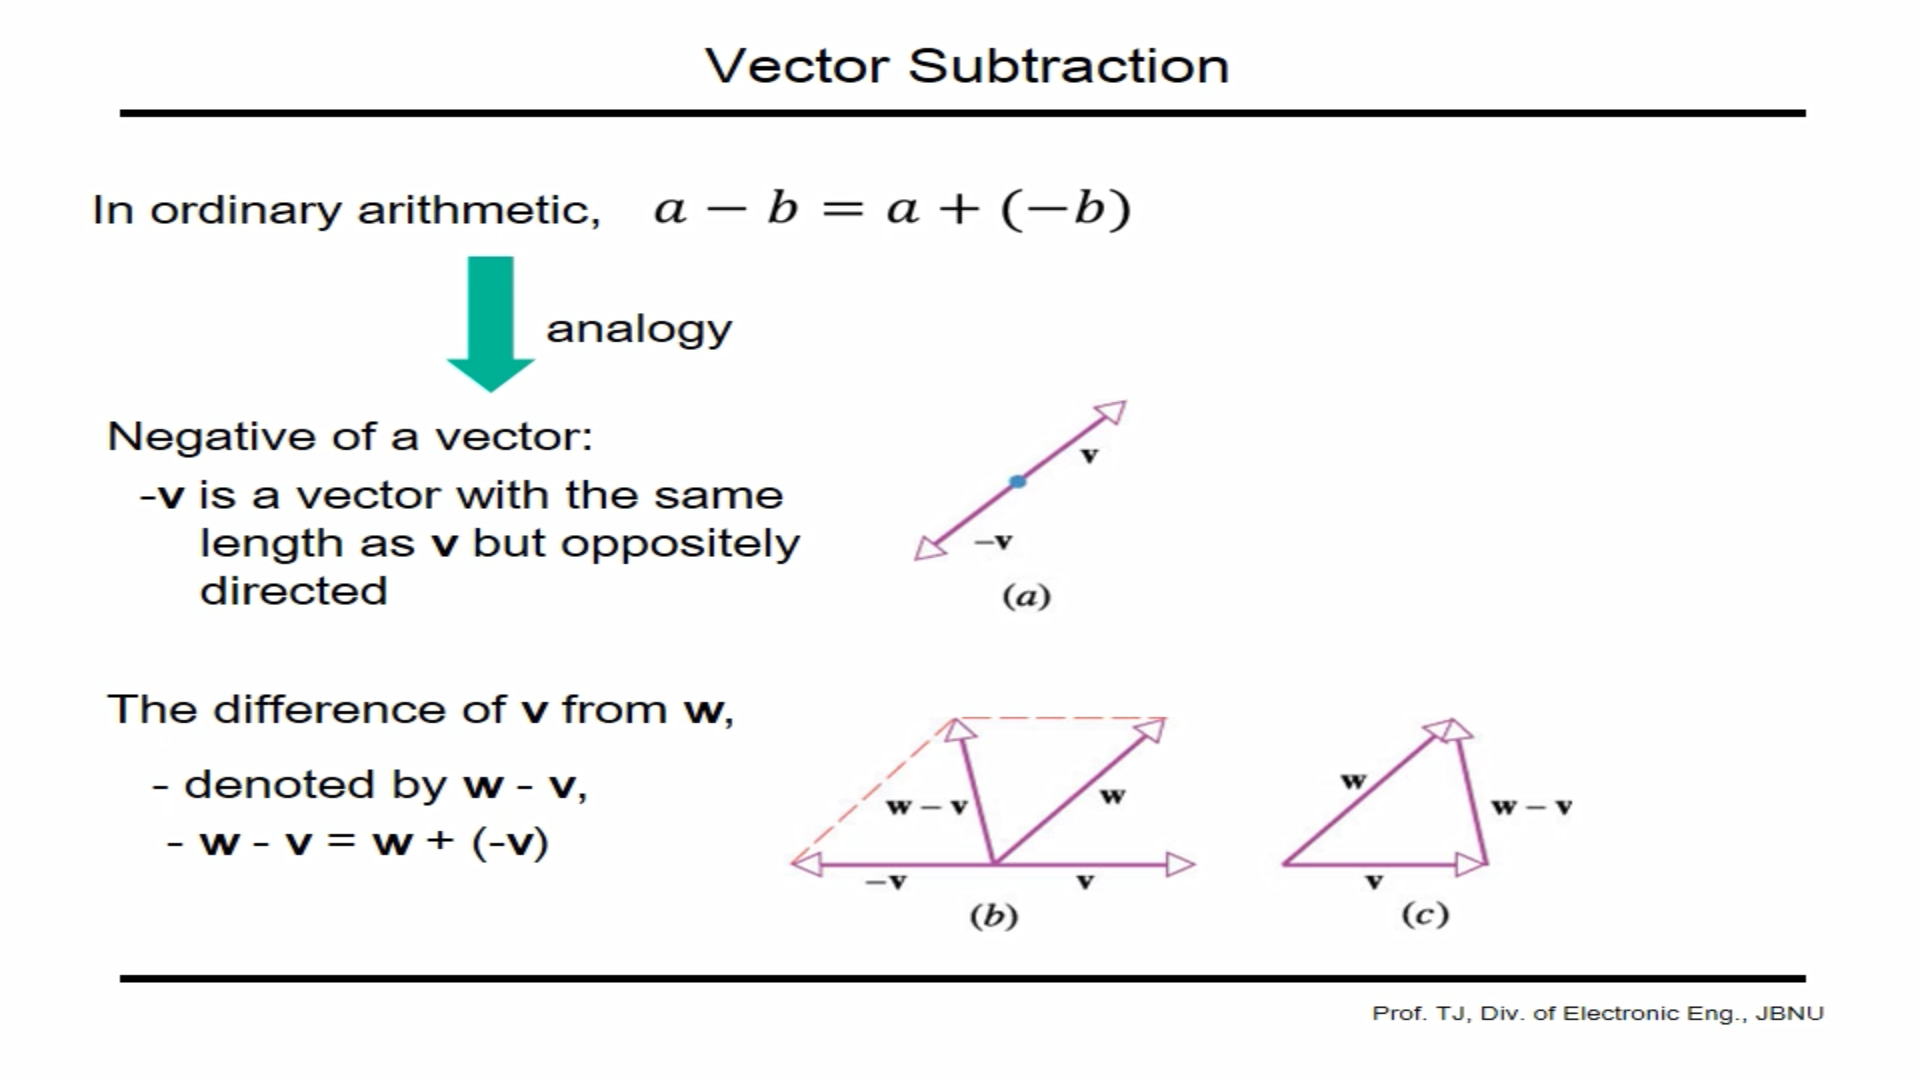 Vector Subtraction
In ordinary arithmetic, a − b = a + (−b)
analogy
Negative of a vector:
-v is a vector with the same
length as v but oppositely
directed
v
−v
(a)
The difference of v from w,
- denoted by w - v,
- w - v = w + (-v)
w − v
w
−v
v
(b)
w
w − v
v
(c)
Prof. TJ, Div. of Electronic Eng., JBNU